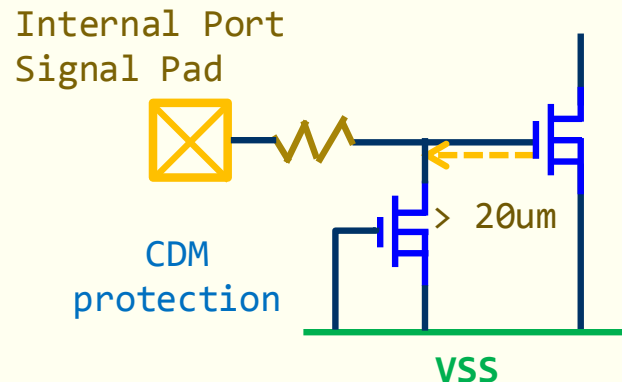 Internal Port
Signal Pad
> 20um
CDM
protection
VSS